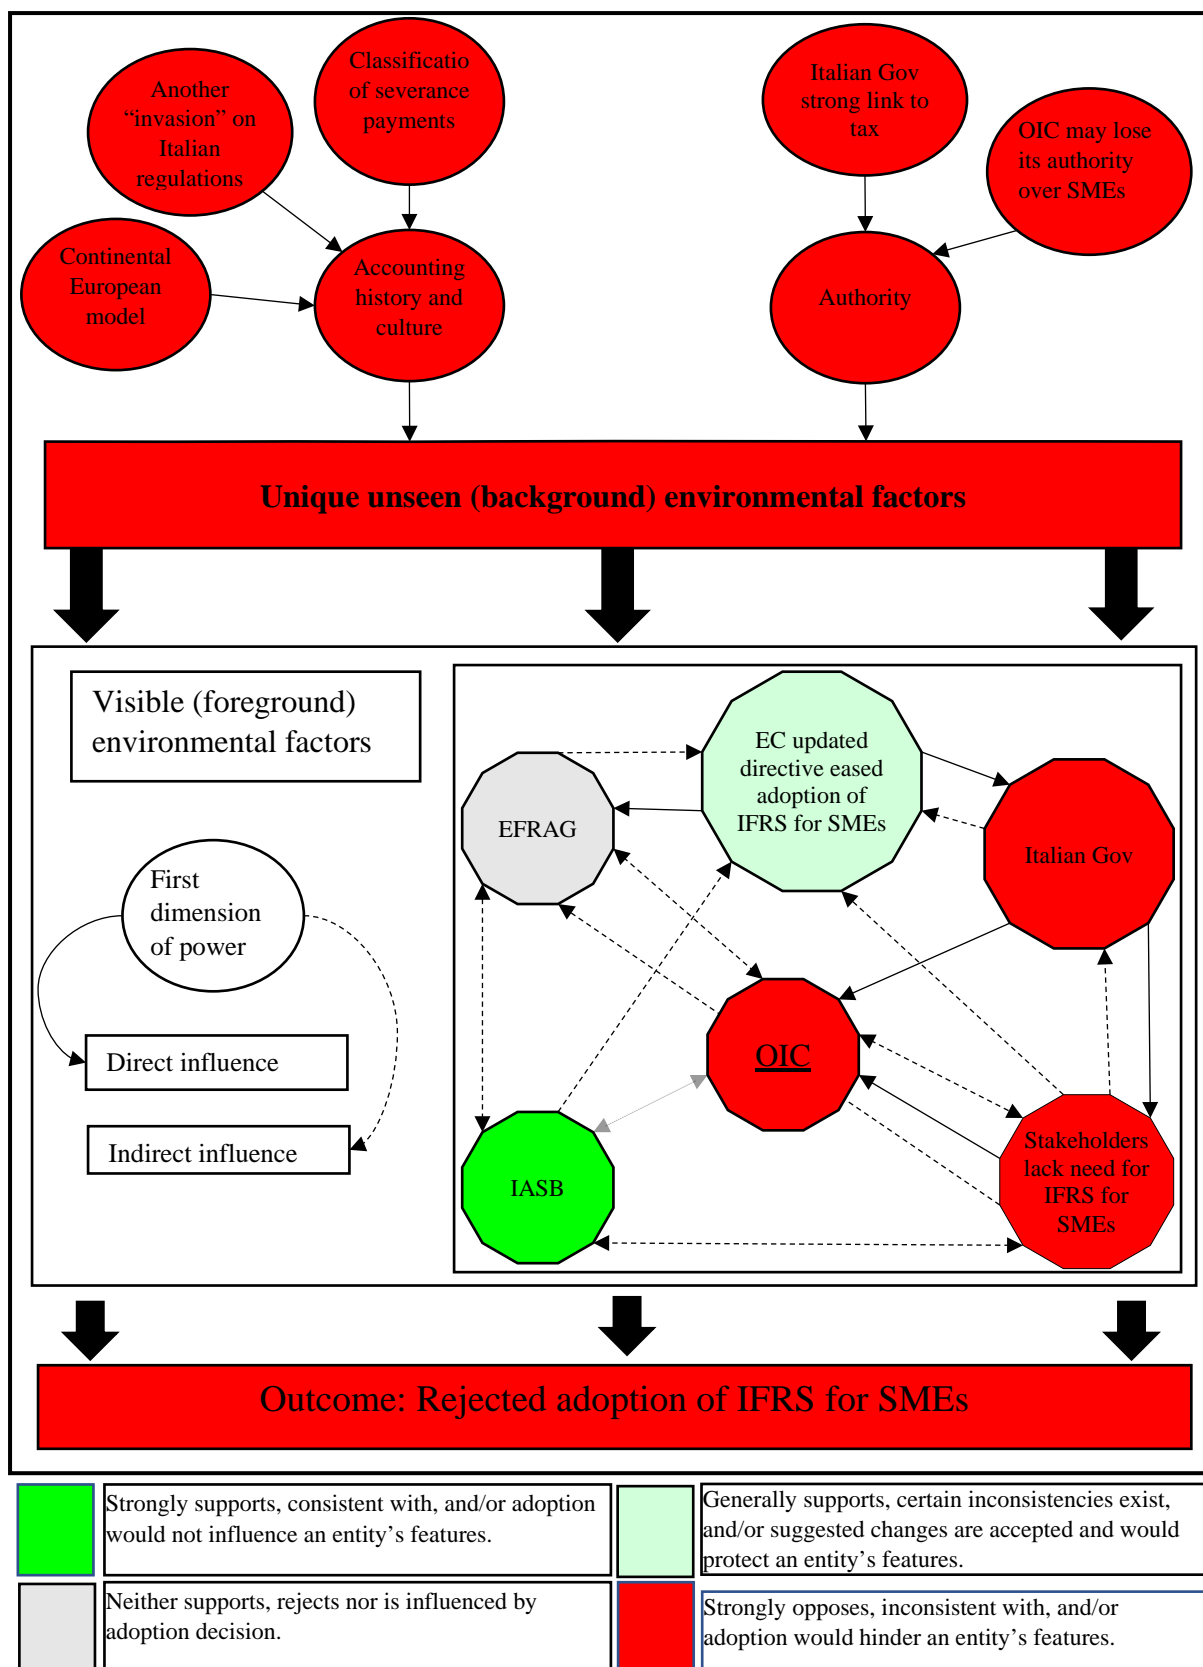 Another
“invasion” on
Italian
regulations
Classificatio
of severance
payments
Italian Gov
strong link to
tax
OIC may lose
its authority
over SMEs
Continental
European
model
Accounting
history and
culture
Authority
Unique unseen (background) environmental factors
Visible (foreground)
environmental factors
First
dimension
of power
Direct influence
Indirect influence
EFRAG
EC updated
directive eased
adoption of
IFRS for SMEs
Italian Gov
OIC
IASB
Stakeholders
lack need for
IFRS for
SMEs
Outcome: Rejected adoption of IFRS for SMEs
Strongly supports, consistent with, and/or adoption
would not influence an entity’s features.
Generally supports, certain inconsistencies exist,
and/or suggested changes are accepted and would
protect an entity’s features.
Neither supports, rejects nor is influenced by
adoption decision.
Strongly opposes, inconsistent with, and/or
adoption would hinder an entity’s features.